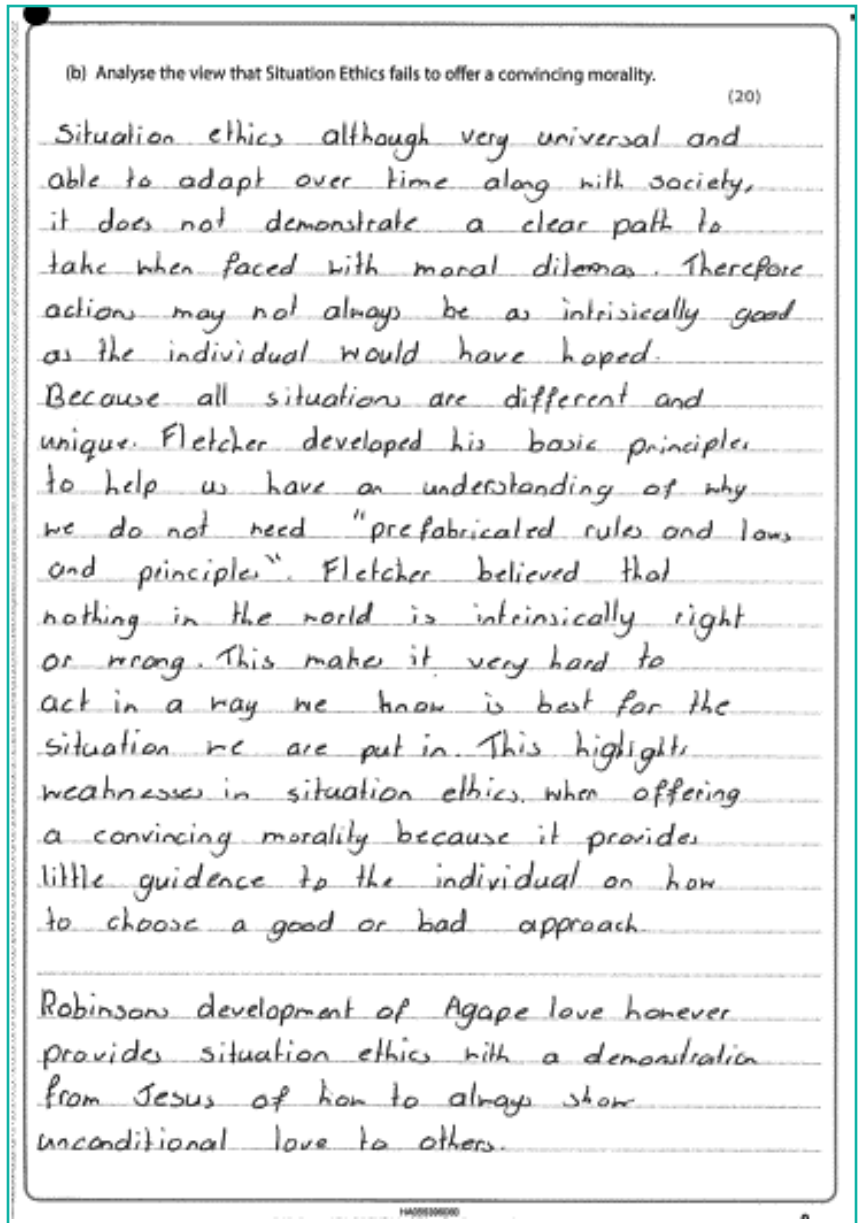 (b) Analyse the view that Situation Ethics fails to offer a convincing morality.
(20)
Situation ethics although very universal and
able to adapt over time along with society,
it does not demonstrate a clear path to
take when faced with moral dilemas. Therefore
actions may not always be as intrisically good
as the individual would have hoped.
Because all situations are different and
unique. Fletcher developed his basic principles
to help us have an understanding of why
we do not need "prefabricated rules and laws
and principles". Fletcher believed that
nothing in the world is intrinsically right
or wrong. This makes it very hard to
act in a way we know is best for the
situation we are put in. This highlights
weaknesses in situation ethics. when offering
a convincing morality because it provides
little guidence to the individual on how
to choose a good or bad approach.
Robinsons development of Agape love however
provides situation ethics with a demonstration
from Jesus of how to always show
unconditional love to others.